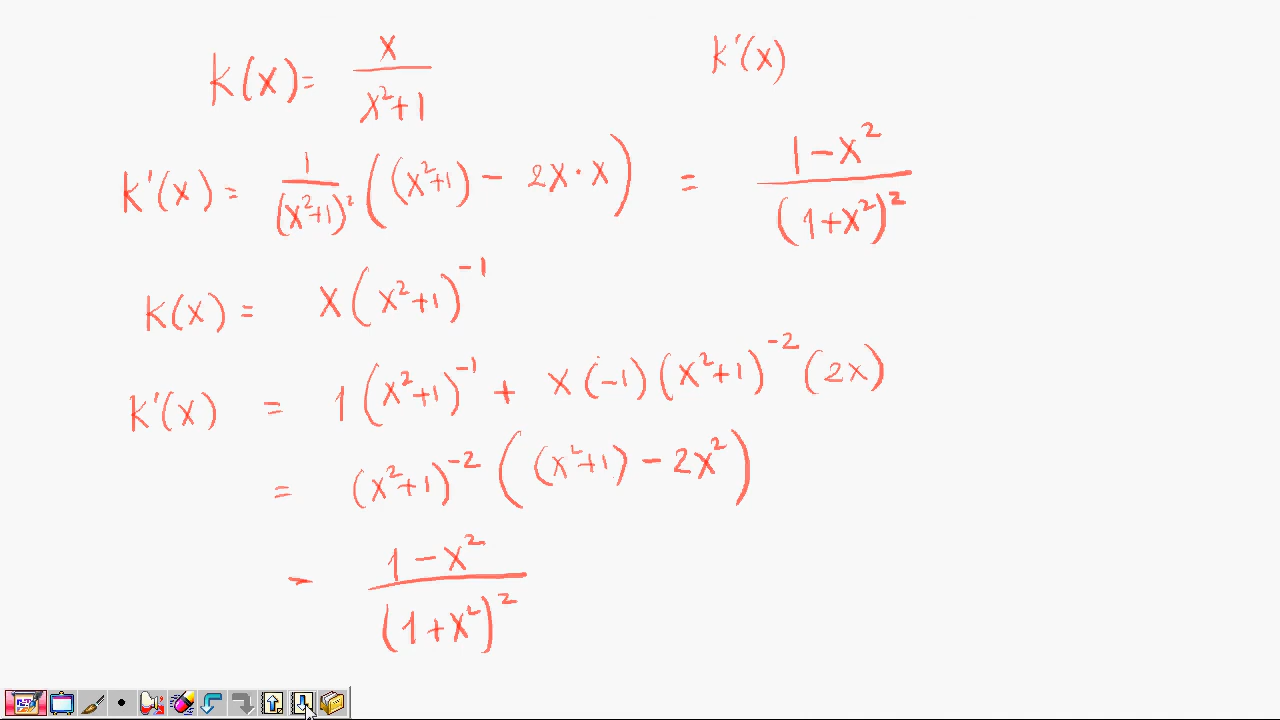 K(x) = x / (x²+1)    K'(x)
K'(x) = 1/(x²+1)² ((x²+1) − 2x·x) = (1−x²) / (1+x²)²
K(x) = x(x²+1)⁻¹
K'(x) = 1(x²+1)⁻¹ + x(−1)(x²+1)⁻²(2x)
= (x²+1)⁻² ((x²+1) − 2x²)
= (1−x²) / (1+x²)²